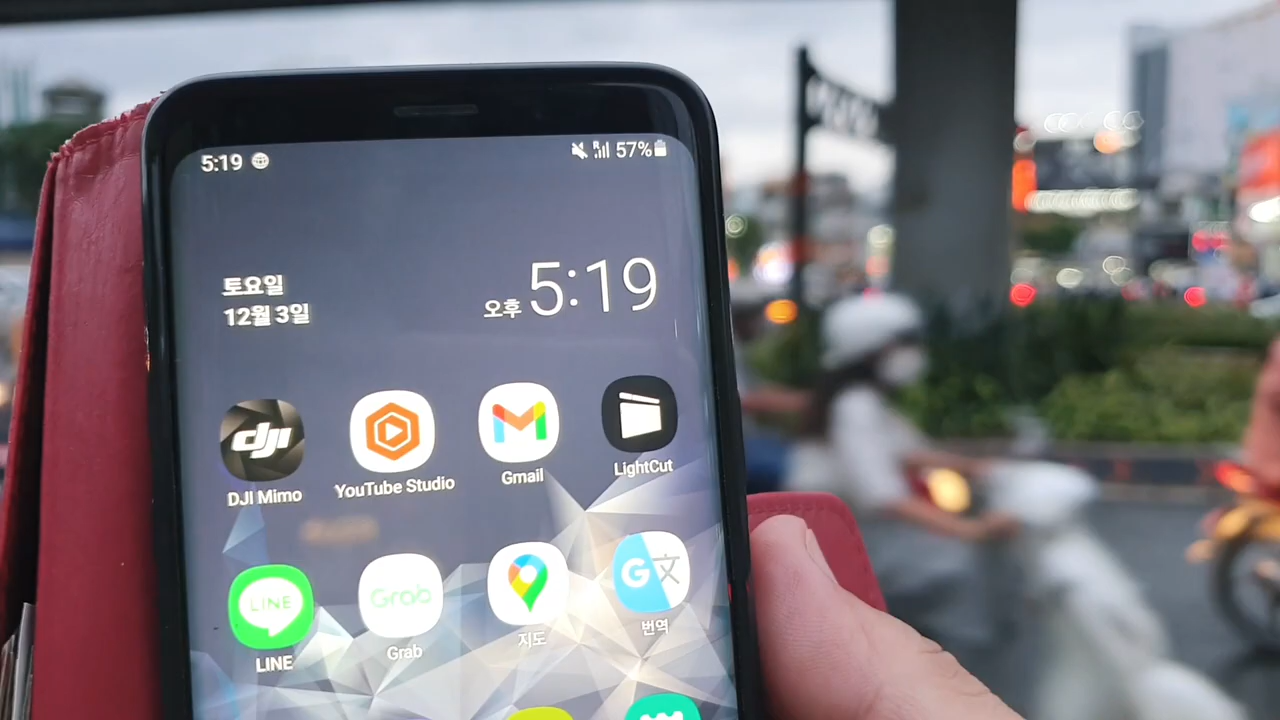 5:19
R 57%
토요일
12월 3일
오후 5:19
dji
DJI Mimo
YouTube Studio
Gmail
LightCut
LINE
LINE
Grab
Grab
지도
G 文
번역